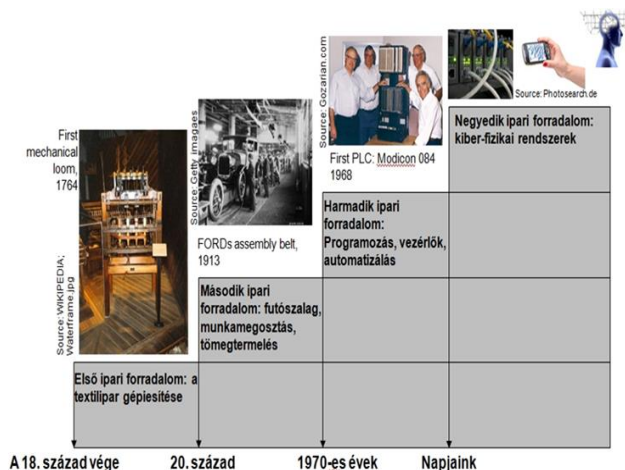 First
mechanical
loom,
1764
Source: WIKIPEDIA;
Waterframe.jpg
Source: Getty imagaes
FORDs assembly belt,
1913
Source: Gozarian.com
First PLC: Modicon 084
1968
Source: Photosearch.de
Negyedik ipari forradalom:
kiber-fizikai rendszerek
Harmadik ipari
forradalom:
Programozás, vezérlők,
automatizálás
Második ipari
forradalom: futószalag,
munkamegosztás,
tömegtermelés
Első ipari forradalom: a
textilipar gépiesítése
A 18. század vége
20. század
1970-es évek
Napjaink